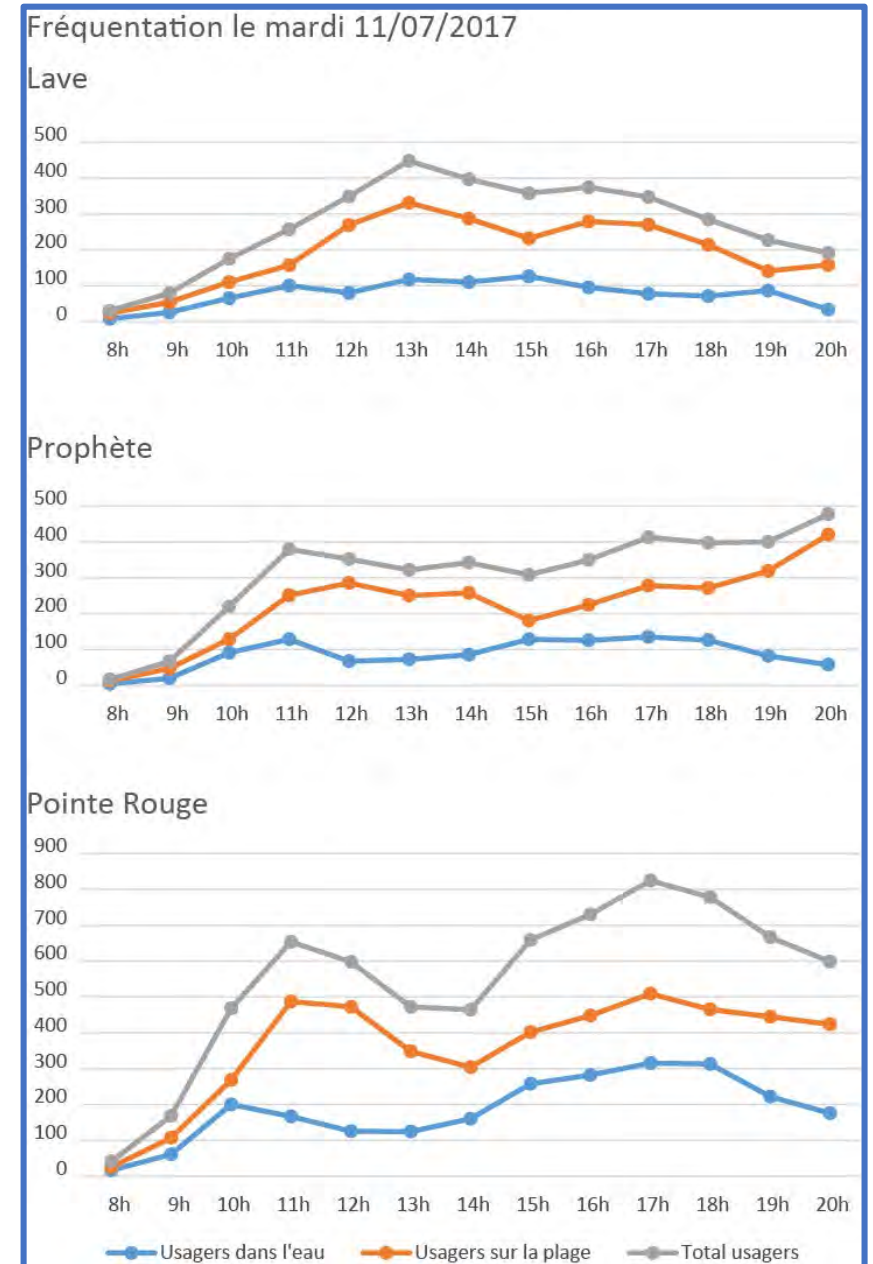 Fréquentation le mardi 11/07/2017
Lave
500
400
300
200
100
0
8h 9h 10h 11h 12h 13h 14h 15h 16h 17h 18h 19h 20h
Prophète
500
400
300
200
100
0
8h 9h 10h 11h 12h 13h 14h 15h 16h 17h 18h 19h 20h
Pointe Rouge
900
800
700
600
500
400
300
200
100
0
8h 9h 10h 11h 12h 13h 14h 15h 16h 17h 18h 19h 20h
Usagers dans l'eau Usagers sur la plage Total usagers